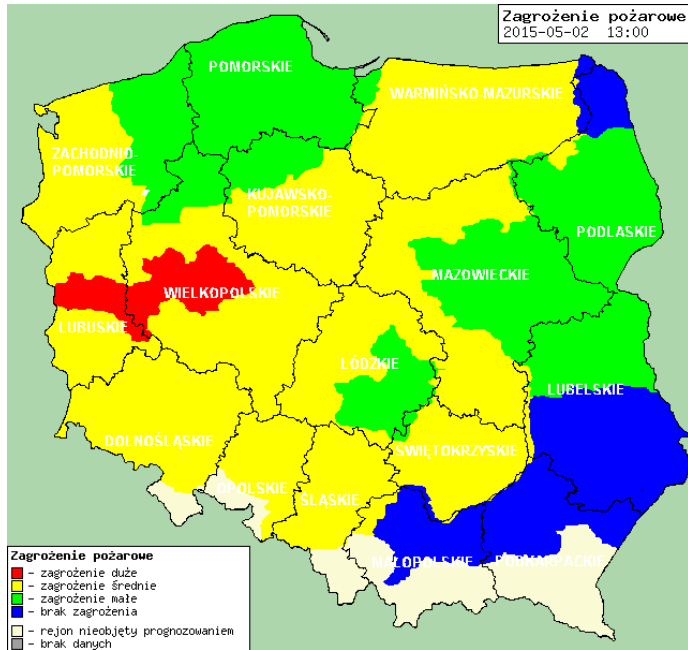 Zagrożenie pożarowe
2015-05-02 13:00
POMORSKIE
WARMIŃSKO-MAZURSKIE
ZACHODNIO-
POMORSKIE
KUJAWSKO-
POMORSKIE
PODLASKIE
MAZOWIECKIE
WIELKOPOLSKIE
LUBUSKIE
ŁÓDZKIE
LUBELSKIE
DOLNOŚLĄSKIE
ŚWIĘTOKRZYSKIE
OPOLSKIE
ŚLĄSKIE
MAŁOPOLSKIE
PODKARPACKIE
Zagrożenie pożarowe
- zagrożenie duże
- zagrożenie średnie
- zagrożenie małe
- brak zagrożenia
- rejon nieobjęty prognozowaniem
- brak danych